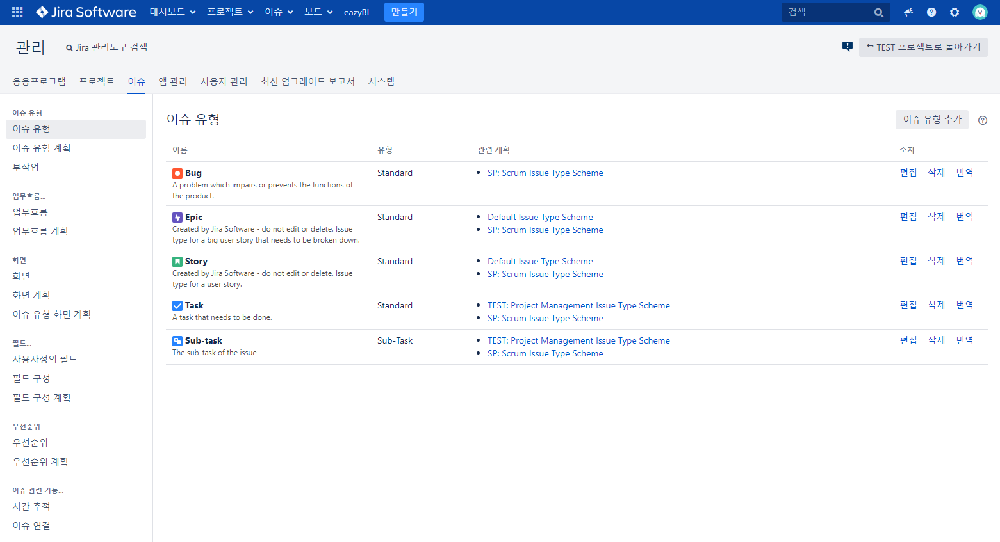 Jira Software 대시보드 프로젝트 이슈 보드 eazyBI 만들기 검색
관리 Jira 관리도구 검색 TEST 프로젝트로 돌아가기
응용프로그램 프로젝트 이슈 앱 관리 사용자 관리 최신 업그레이드 보고서 시스템
이슈 유형
이슈 유형
이슈 유형 계획
부작업
업무흐름...
업무흐름
업무흐름 계획
화면
화면
화면 계획
이슈 유형 화면 계획
필드...
사용자정의 필드
필드 구성
필드 구성 계획
우선순위
우선순위
우선순위 계획
이슈 관련 기능...
시간 추적
이슈 연결
이슈 유형 이슈 유형 추가
이름 유형 관련 계획 조치
Bug Standard • SP: Scrum Issue Type Scheme 편집 삭제 번역
A problem which impairs or prevents the functions of
the product.
Epic Standard • Default Issue Type Scheme 편집 삭제 번역
Created by Jira Software - do not edit or delete. Issue • SP: Scrum Issue Type Scheme
type for a big user story that needs to be broken down.
Story Standard • Default Issue Type Scheme 편집 삭제 번역
Created by Jira Software - do not edit or delete. Issue • SP: Scrum Issue Type Scheme
type for a user story.
Task Standard • TEST: Project Management Issue Type Scheme 편집 삭제 번역
A task that needs to be done. • SP: Scrum Issue Type Scheme
Sub-task Sub-Task • TEST: Project Management Issue Type Scheme 편집 삭제 번역
The sub-task of the issue • SP: Scrum Issue Type Scheme